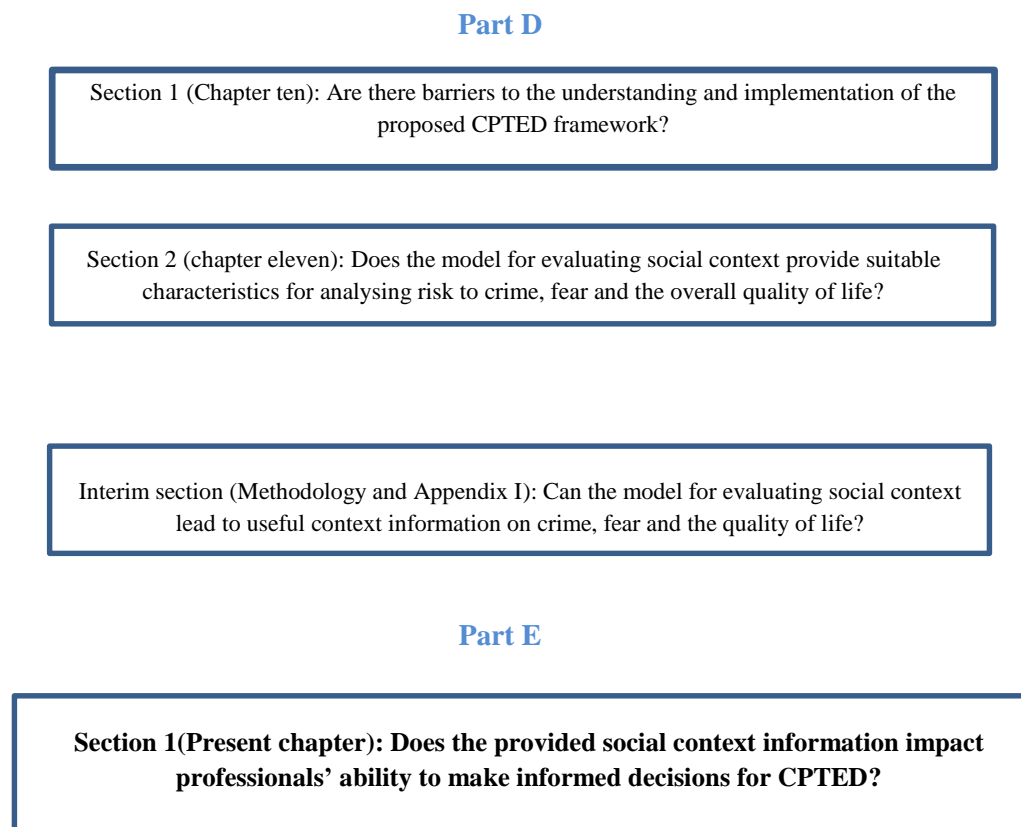 Part D
Section 1 (Chapter ten): Are there barriers to the understanding and implementation of the
proposed CPTED framework?
Section 2 (chapter eleven): Does the model for evaluating social context provide suitable
characteristics for analysing risk to crime, fear and the overall quality of life?
Interim section (Methodology and Appendix I): Can the model for evaluating social context
lead to useful context information on crime, fear and the quality of life?
Part E
Section 1(Present chapter): Does the provided social context information impact
professionals’ ability to make informed decisions for CPTED?